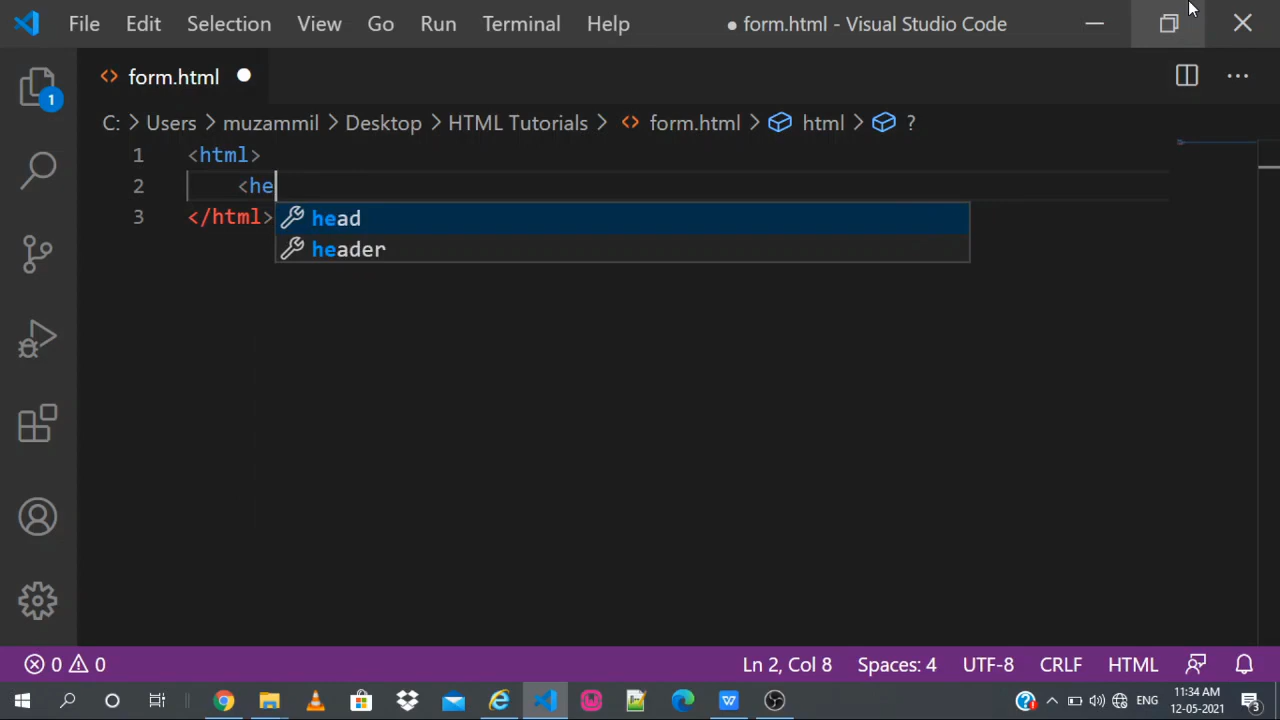 File Edit Selection View Go Run Terminal Help ● form.html - Visual Studio Code
form.html
1
C: > Users > muzammil > Desktop > HTML Tutorials > form.html > html > ?
1 <html>
2 <he
3 </html>
head
header
0 0 Ln 2, Col 8 Spaces: 4 UTF-8 CRLF HTML
ENG 11:34 AM
12-05-2021 3